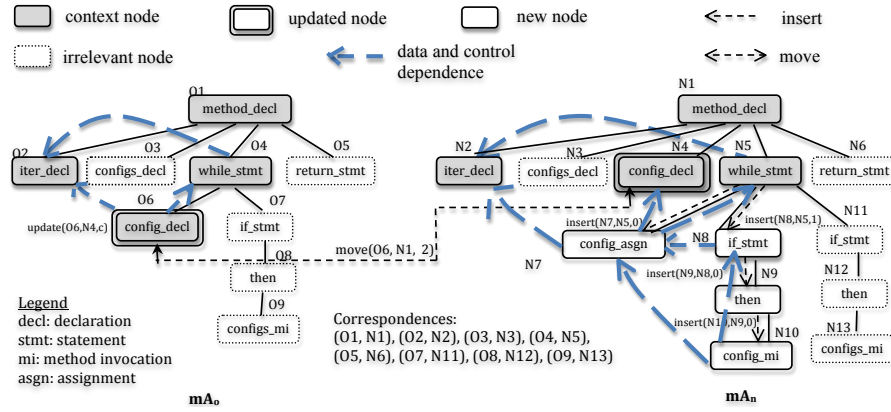 context node
updated node
new node
insert
irrelevant node
data and control
dependence
move
O1
method_decl
O2
O3
O4
O5
iter_decl
configs_decl
while_stmt
return_stmt
O6
O7
update(O6,N4,c)
config_decl
if_stmt
move(O6, N1, 2)
O8
then
O9
configs_mi
N1
method_decl
N2
N3
N4
N5
N6
iter_decl
configs_decl
config_decl
while_stmt
return_stmt
insert(N7,N5,0)
insert(N8,N5,1)
N11
N7
config_asgn
N8
if_stmt
if_stmt
insert(N9,N8,0)
N9
N12
then
then
insert(N10,N9,0)
N10
N13
config_mi
configs_mi
Legend
decl: declaration
stmt: statement
mi: method invocation
asgn: assignment
Correspondences:
(O1, N1), (O2, N2), (O3, N3), (O4, N5),
(O5, N6), (O7, N11), (O8, N12), (O9, N13)
mAₒ
mAₙ